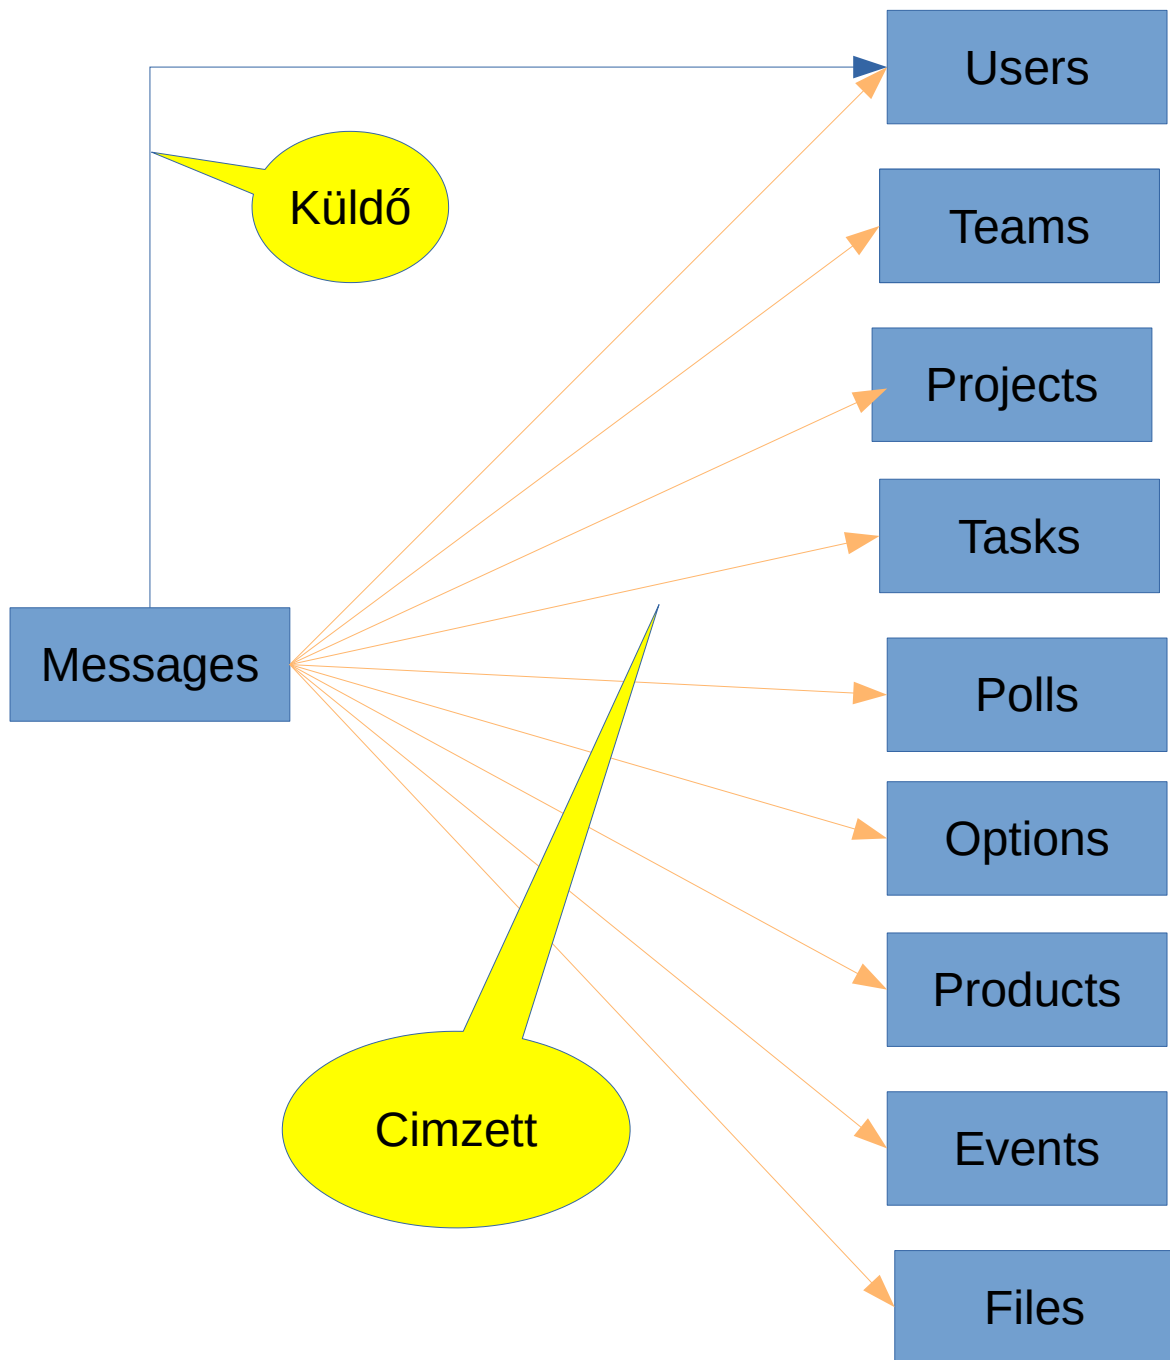 Users
Küldő
Teams
Projects
Tasks
Messages
Polls
Options
Products
Cimzett
Events
Files